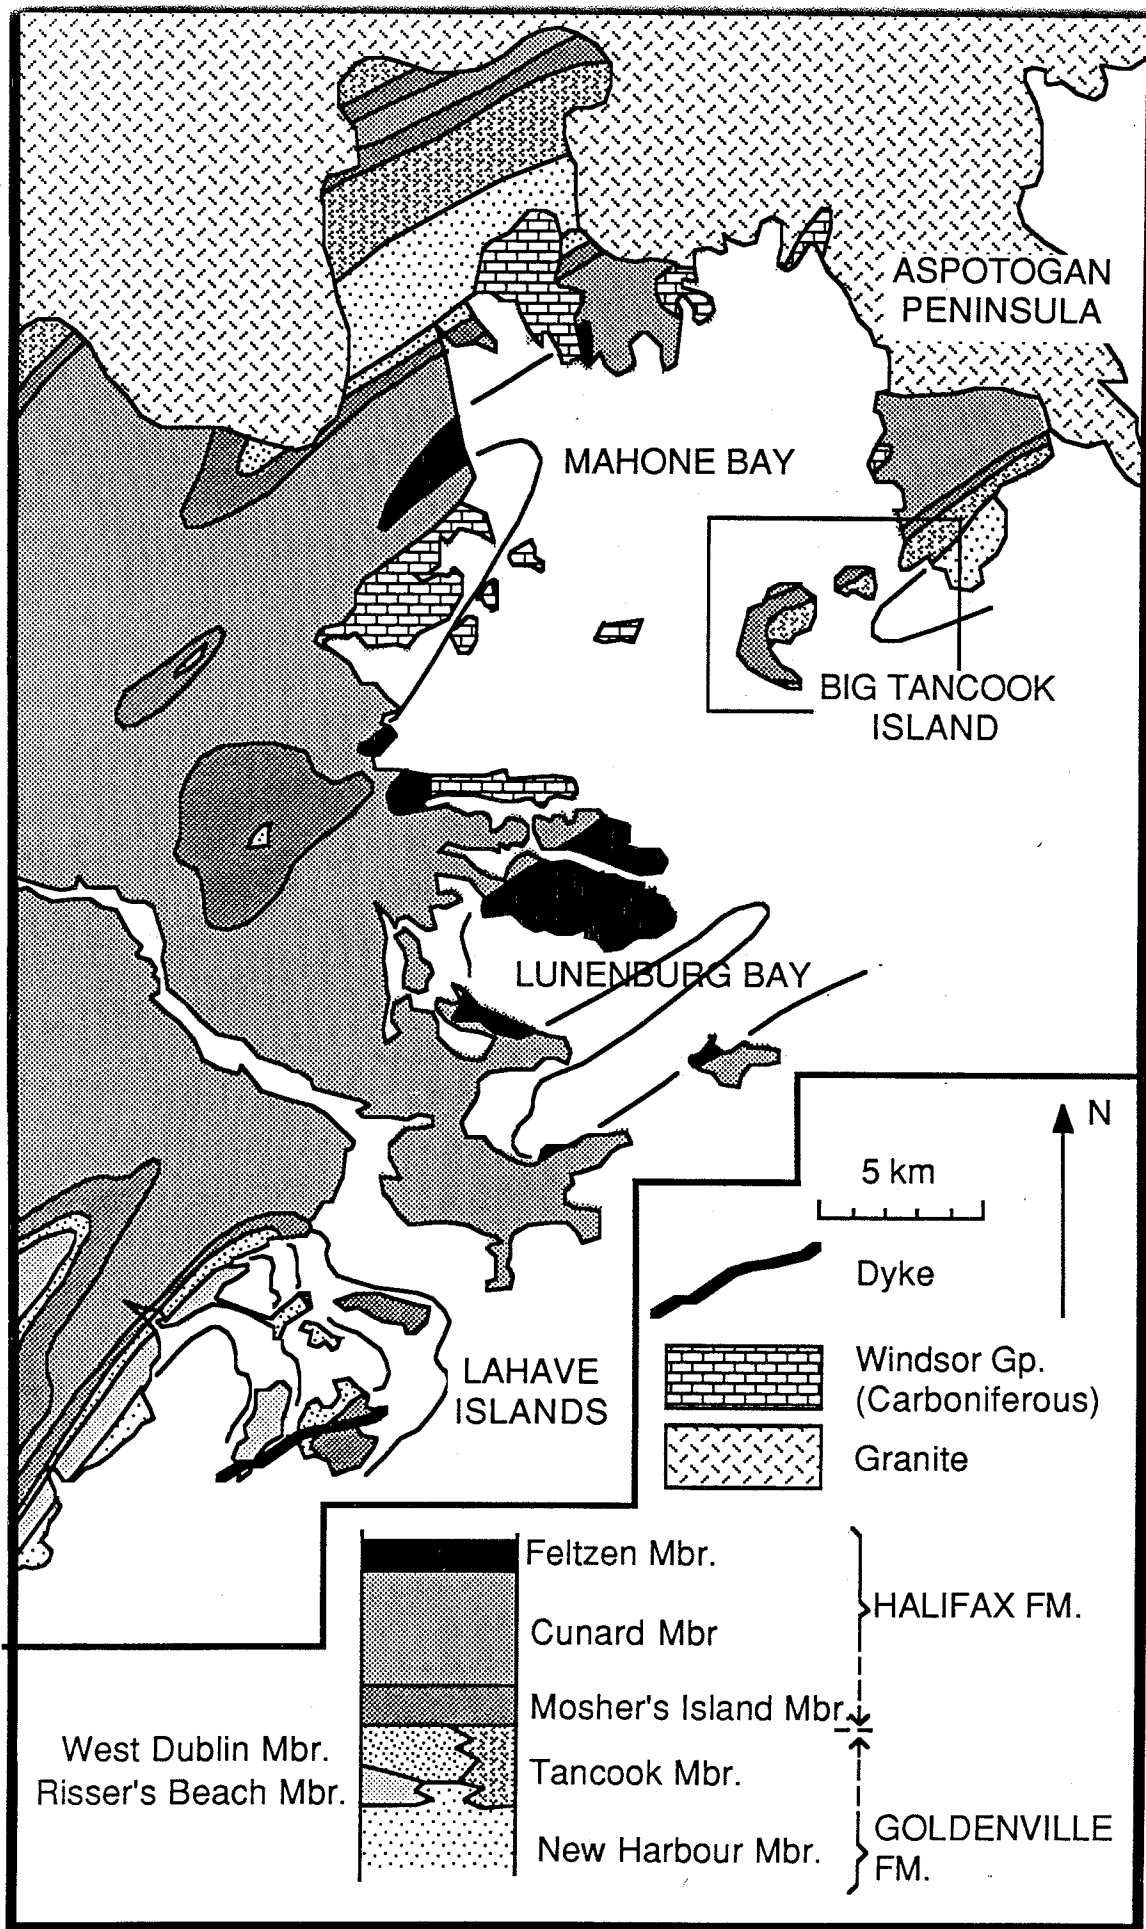 ASPOTOGAN
PENINSULA
MAHONE BAY
BIG TANCOOK
ISLAND
LUNENBURG BAY
N
5 km
Dyke
LAHAVE
ISLANDS
Windsor Gp.
(Carboniferous)
Granite
Feltzen Mbr.
HALIFAX FM.
Cunard Mbr
Mosher's Island Mbr.
West Dublin Mbr.
Risser's Beach Mbr.
Tancook Mbr.
New Harbour Mbr.
GOLDENVILLE
FM.